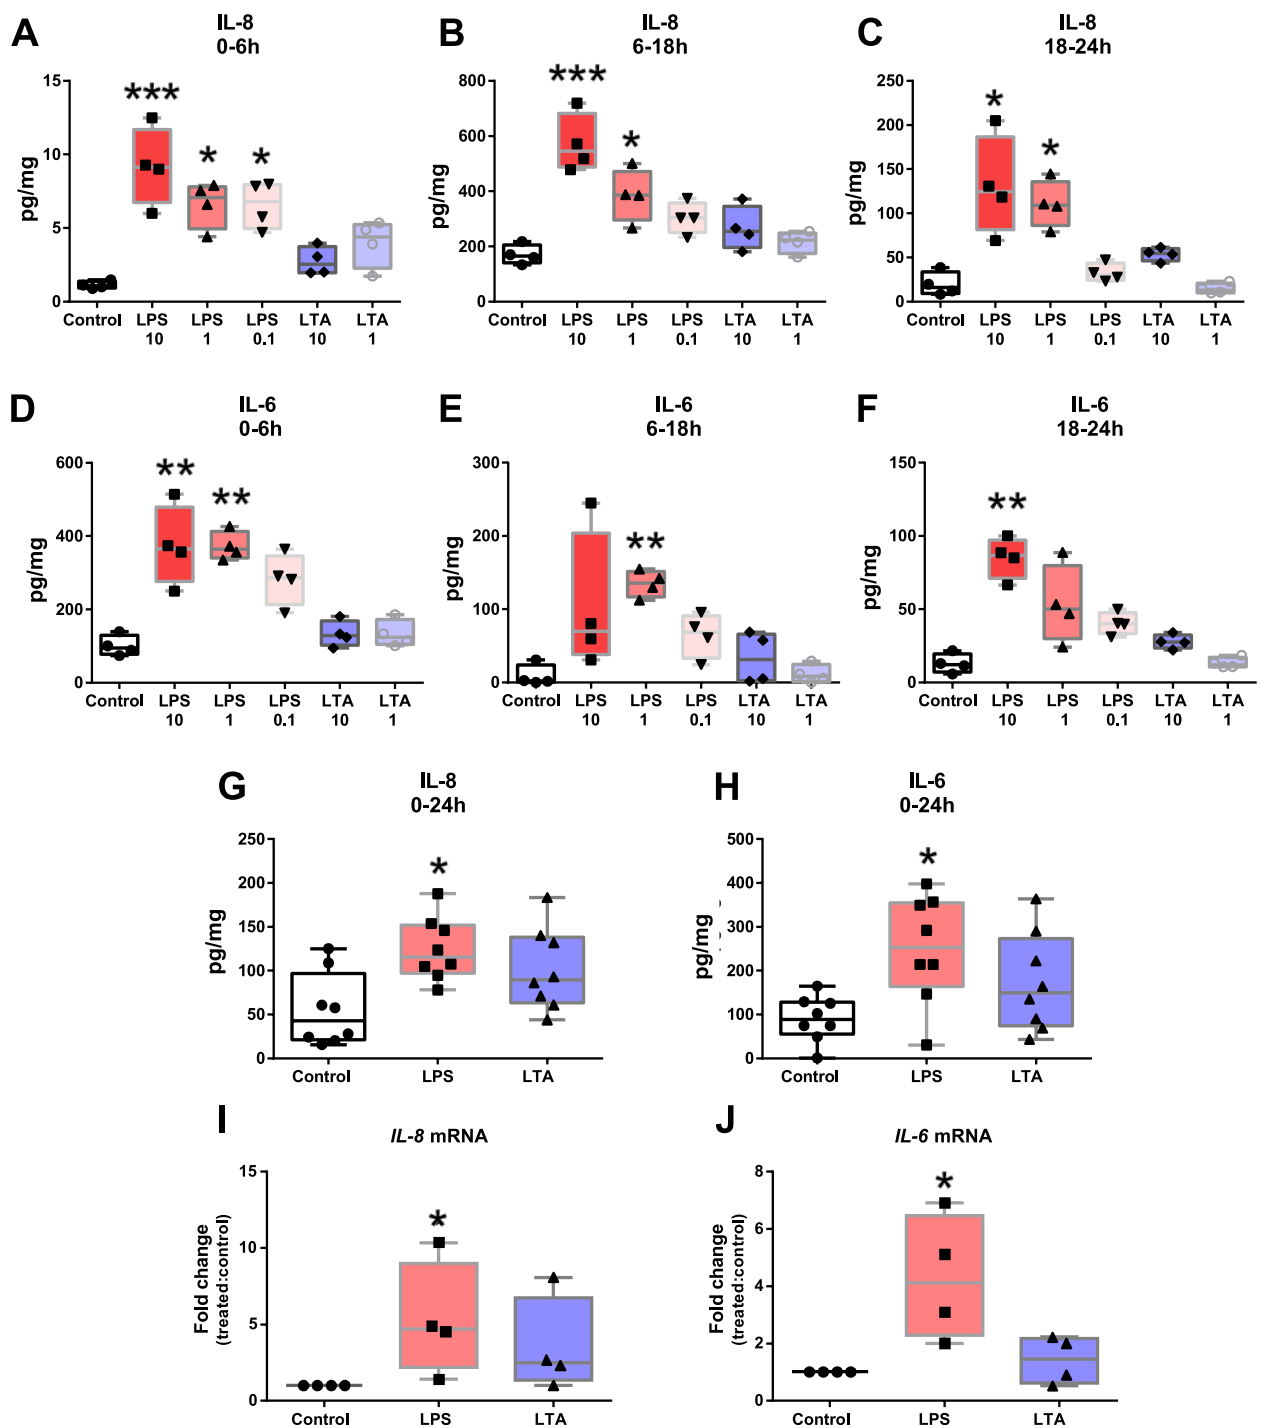 A
IL-8
0-6h
pg/mg
15
10
5
0
***
*
*
Control
LPS
10
LPS
1
LPS
0.1
LTA
10
LTA
1
B
IL-8
6-18h
pg/mg
800
600
400
200
0
***
*
Control
LPS
10
LPS
1
LPS
0.1
LTA
10
LTA
1
C
IL-8
18-24h
pg/mg
250
200
150
100
50
0
*
*
Control
LPS
10
LPS
1
LPS
0.1
LTA
10
LTA
1
D
IL-6
0-6h
pg/mg
600
400
200
0
**
**
Control
LPS
10
LPS
1
LPS
0.1
LTA
10
LTA
1
E
IL-6
6-18h
pg/mg
300
200
100
0
**
Control
LPS
10
LPS
1
LPS
0.1
LTA
10
LTA
1
F
IL-6
18-24h
pg/mg
150
100
50
0
**
Control
LPS
10
LPS
1
LPS
0.1
LTA
10
LTA
1
G
IL-8
0-24h
pg/mg
250
200
150
100
50
0
*
Control
LPS
LTA
H
IL-6
0-24h
pg/mg
500
400
300
200
100
0
*
Control
LPS
LTA
I
IL-8 mRNA
Fold change
(treated:control)
15
10
5
0
*
Control
LPS
LTA
J
IL-6 mRNA
Fold change
(treated:control)
8
6
4
2
0
*
Control
LPS
LTA